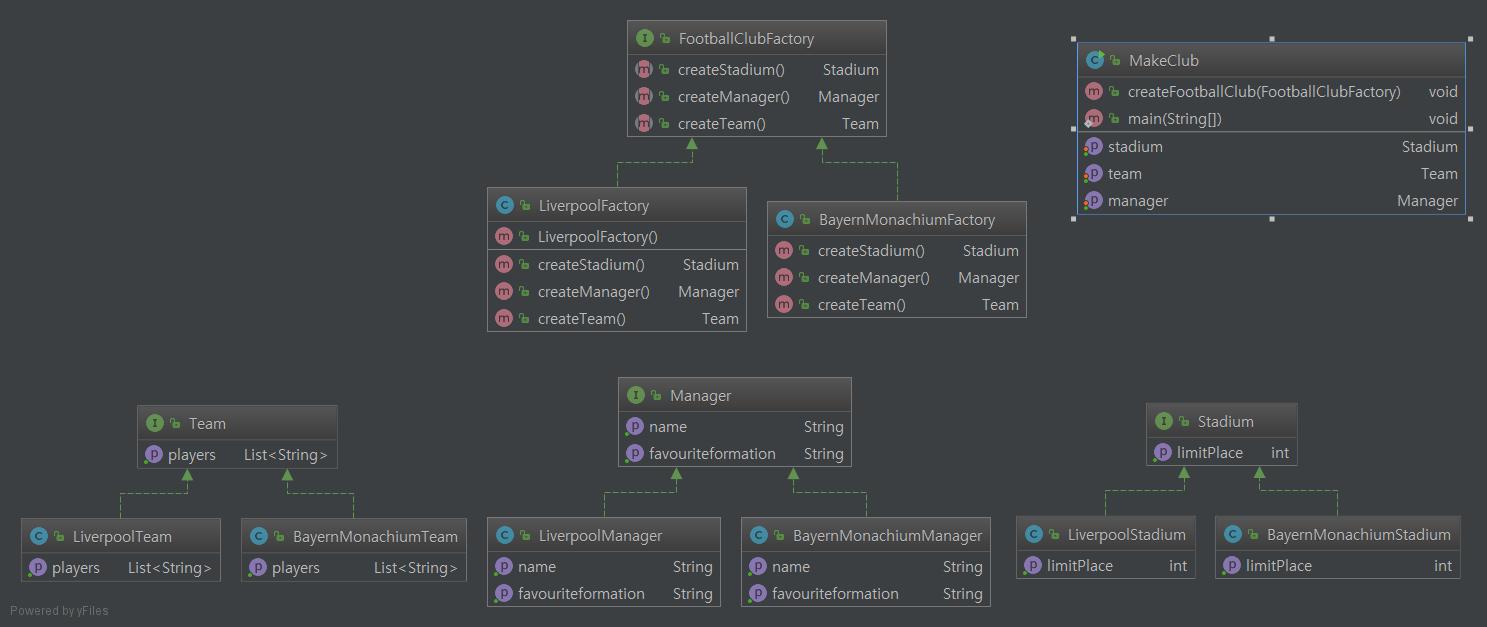 FootballClubFactory
createStadium() Stadium
createManager() Manager
createTeam() Team
MakeClub
createFootballClub(FootballClubFactory) void
main(String[]) void
stadium Stadium
team Team
manager Manager
LiverpoolFactory
LiverpoolFactory()
createStadium() Stadium
createManager() Manager
createTeam() Team
BayernMonachiumFactory
createStadium() Stadium
createManager() Manager
createTeam() Team
Team
players List<String>
Manager
name String
favouriteformation String
Stadium
limitPlace int
LiverpoolTeam
players List<String>
BayernMonachiumTeam
players List<String>
LiverpoolManager
name String
favouriteformation String
BayernMonachiumManager
name String
favouriteformation String
LiverpoolStadium
limitPlace int
BayernMonachiumStadium
limitPlace int
Powered by yFiles